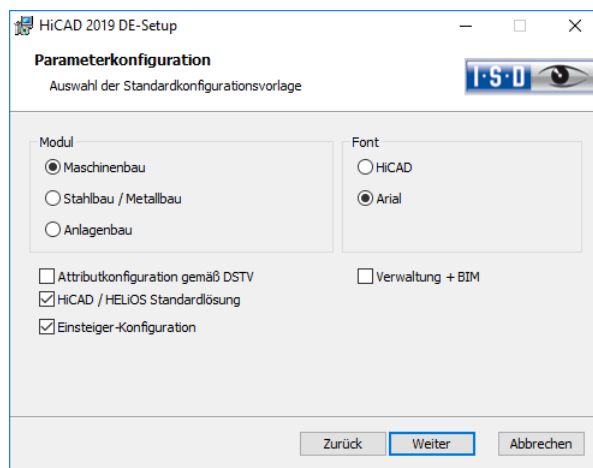 HiCAD 2019 DE-Setup
Parameterkonfiguration
Auswahl der Standardkonfigurationsvorlage
I·S·D
Modul
Maschinenbau
Stahlbau / Metallbau
Anlagenbau
Font
HiCAD
Arial
Attributkonfiguration gemäß DSTV
Verwaltung + BIM
HiCAD / HELiOS Standardlösung
Einsteiger-Konfiguration
Zurück
Weiter
Abbrechen